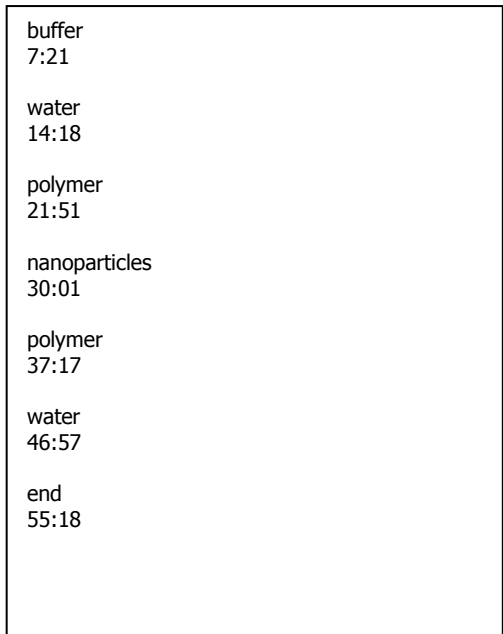 buffer
7:21
water
14:18
polymer
21:51
nanoparticles
30:01
polymer
37:17
water
46:57
end
55:18